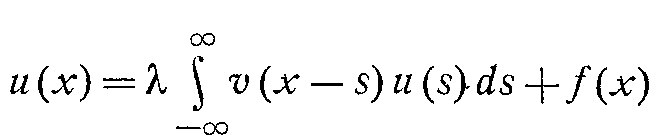 u(x) = λ ∫_{−∞}^{∞} v(x − s) u(s) ds + f(x)